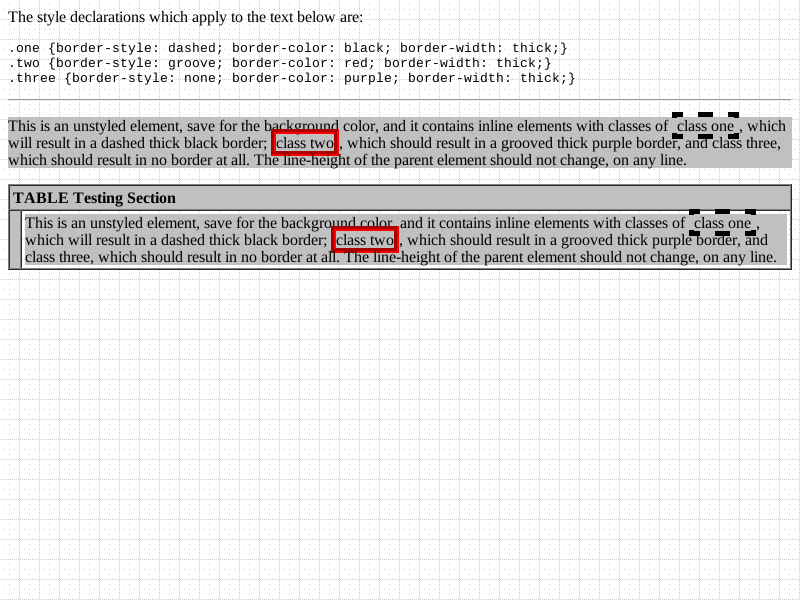 The style declarations which apply to the text below are:
.one {border-style: dashed; border-color: black; border-width: thick;}
.two {border-style: groove; border-color: red; border-width: thick;}
.three {border-style: none; border-color: purple; border-width: thick;}
This is an unstyled element, save for the background color, and it contains inline elements with classes of class one , which
will result in a dashed thick black border; class two , which should result in a grooved thick purple border, and class three,
which should result in no border at all. The line-height of the parent element should not change, on any line.
TABLE Testing Section
This is an unstyled element, save for the background color, and it contains inline elements with classes of class one ,
which will result in a dashed thick black border; class two , which should result in a grooved thick purple border, and
class three, which should result in no border at all. The line-height of the parent element should not change, on any line.